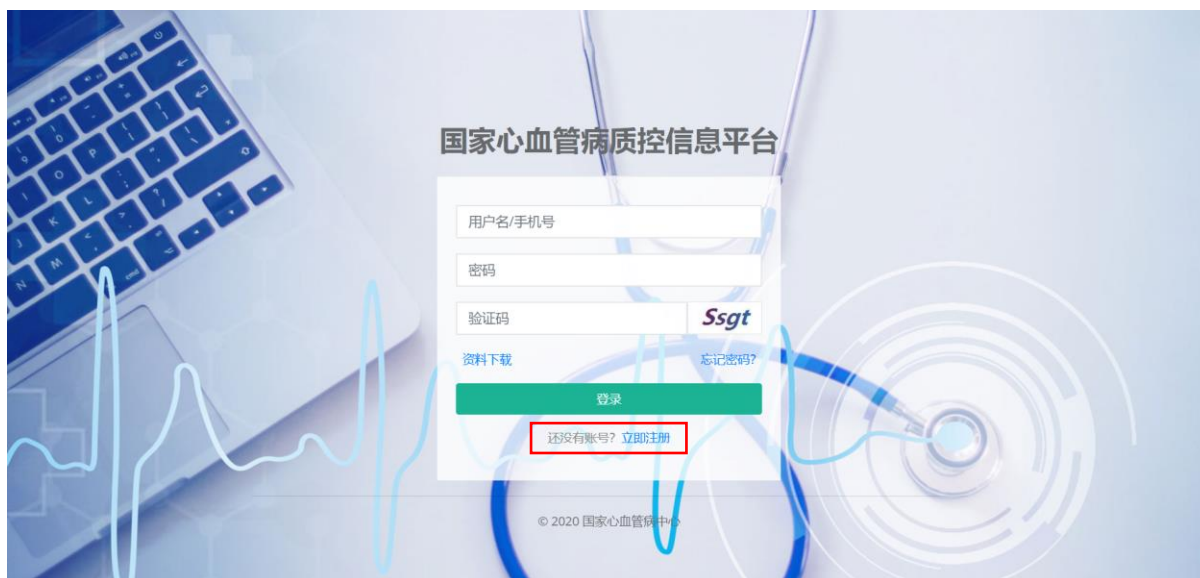 国家心血管病质控信息平台
用户名/手机号
密码
验证码 Ssgt
资料下载 忘记密码?
登录
还没有账号? 立即注册
© 2020 国家心血管病中心